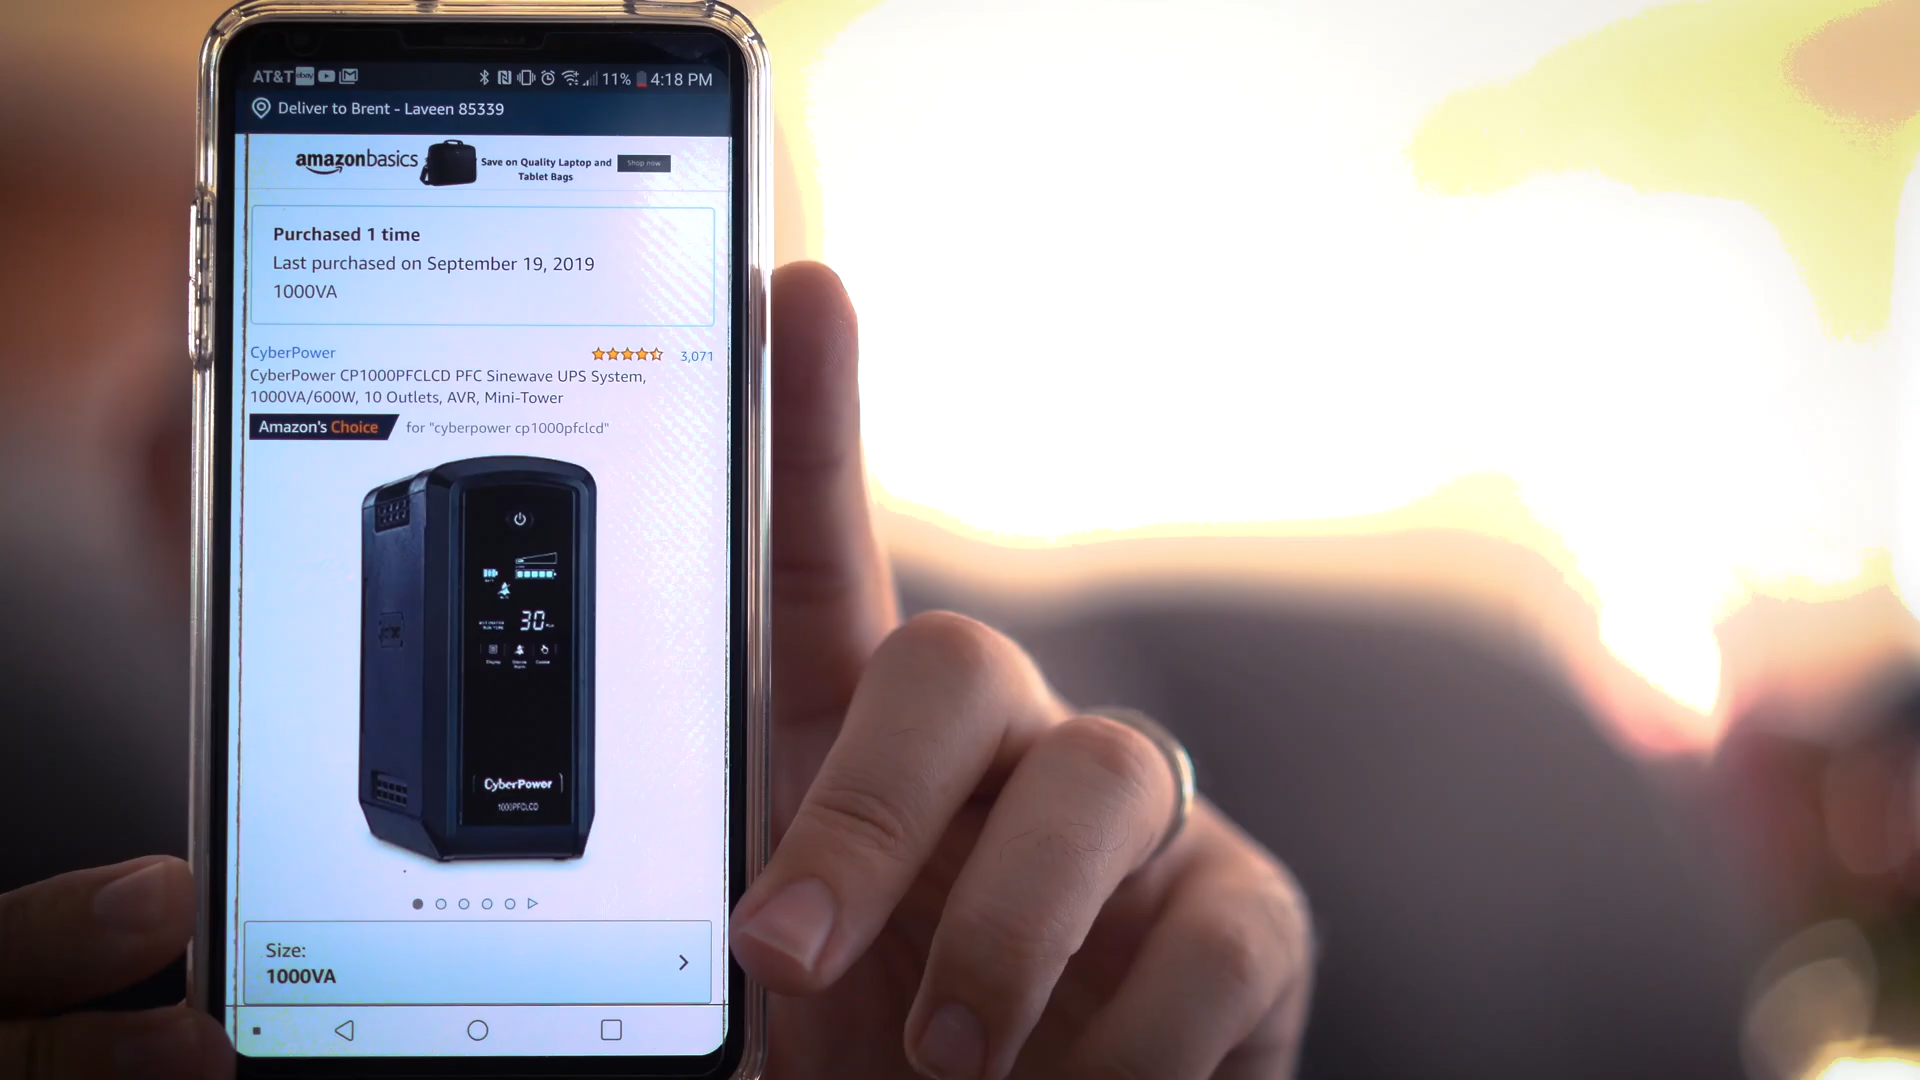 AT&T ebay 11% 4:18 PM
Deliver to Brent - Laveen 85339
amazonbasics Save on Quality Laptop and Tablet Bags Shop now
Purchased 1 time
Last purchased on September 19, 2019
1000VA
CyberPower 3,071
CyberPower CP1000PFCLCD PFC Sinewave UPS System,
1000VA/600W, 10 Outlets, AVR, Mini-Tower
Amazon's Choice for "cyberpower cp1000pfclcd"
30
CyberPower
1000PFCLCD
Size:
1000VA